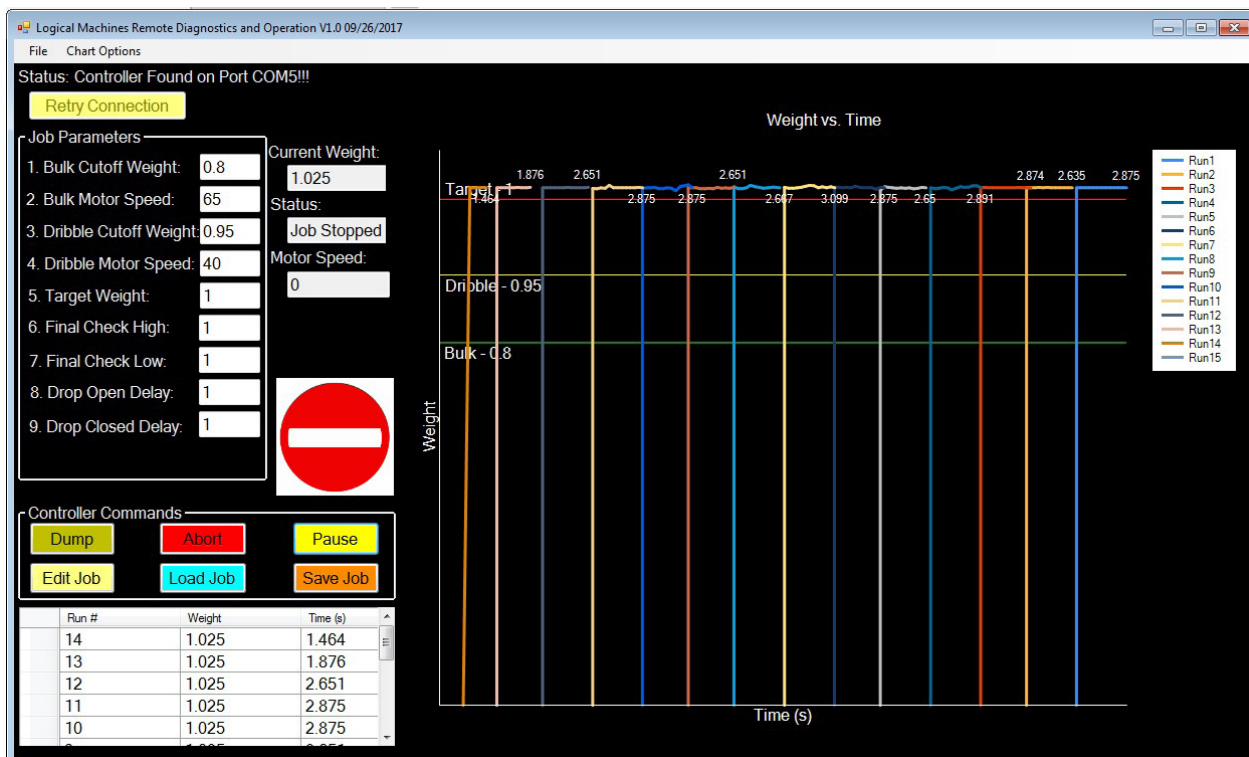 Logical Machines Remote Diagnostics and Operation V1.0 09/26/2017
File Chart Options
Status: Controller Found on Port COM5!!!
Retry Connection
Job Parameters
1. Bulk Cutoff Weight: 0.8
2. Bulk Motor Speed: 65
3. Dribble Cutoff Weight: 0.95
4. Dribble Motor Speed: 40
5. Target Weight: 1
6. Final Check High: 1
7. Final Check Low: 1
8. Drop Open Delay: 1
9. Drop Closed Delay: 1
Current Weight:
1.025
Status:
Job Stopped
Motor Speed:
0
Controller Commands
Dump Abort Pause
Edit Job Load Job Save Job
Run # Weight Time (s)
14 1.025 1.464
13 1.025 1.876
12 1.025 2.651
11 1.025 2.875
10 1.025 2.875
Weight vs. Time
1.876 2.651 2.651 2.874 2.635 2.875
Target - 1
1.464 2.875 2.875 2.667 3.099 2.875 2.65 2.891
Dribble - 0.95
Bulk - 0.8
Weight
Time (s)
Run1
Run2
Run3
Run4
Run5
Run6
Run7
Run8
Run9
Run10
Run11
Run12
Run13
Run14
Run15